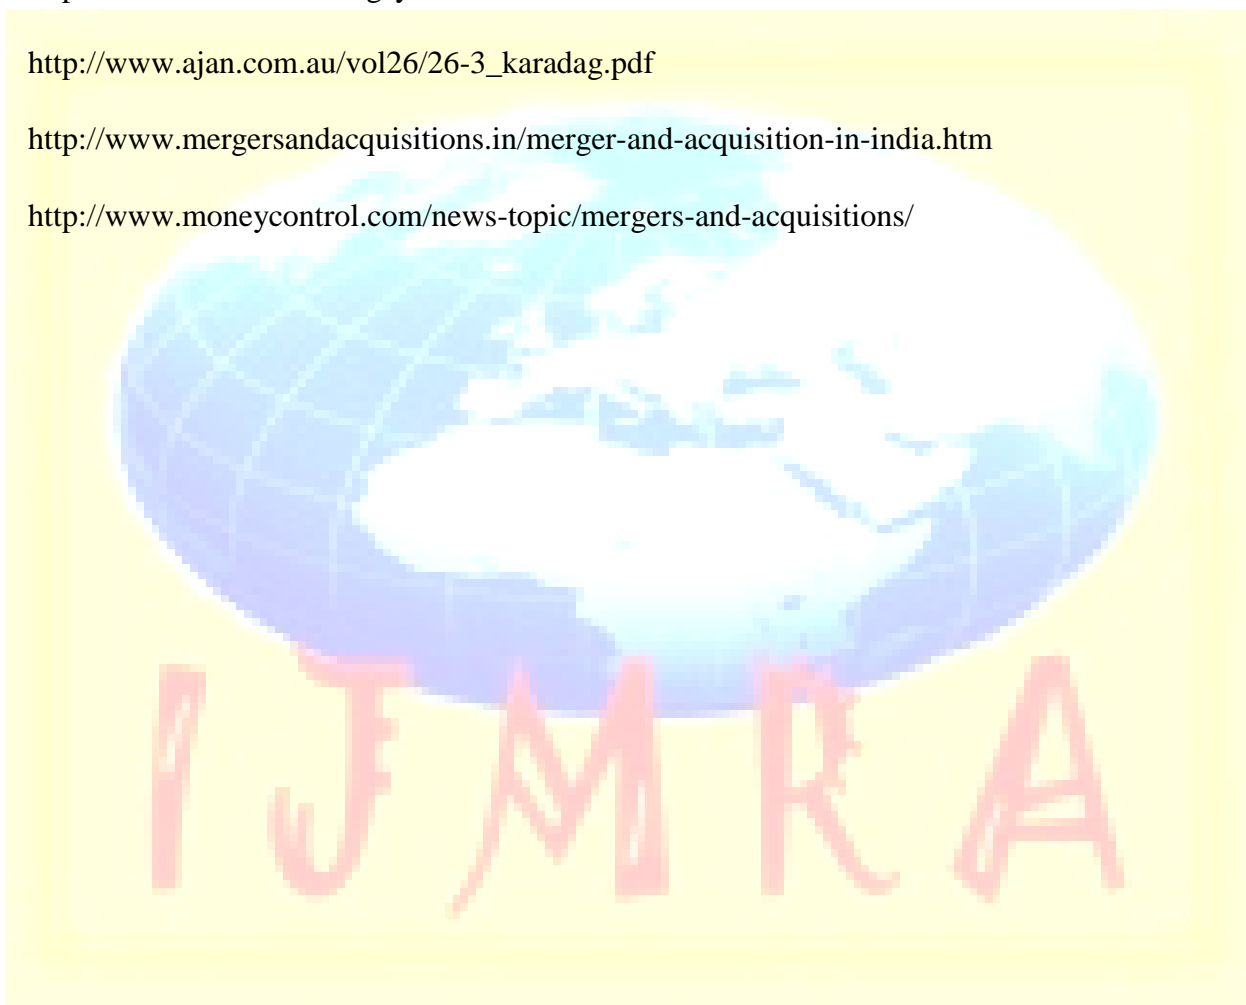 http://www.ajan.com.au/vol26/26-3_karadag.pdf
http://www.mergersandacquisitions.in/merger-and-acquisition-in-india.htm
http://www.moneycontrol.com/news-topic/mergers-and-acquisitions/
IJMRA